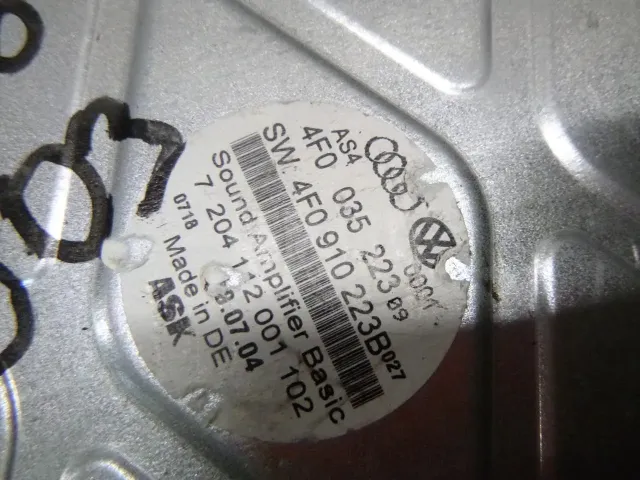 AS4
4F0 035 223 09
0001
SW: 4F0 910 223B 027
Sound Amplifier Basic
7 204 112 001 102
0718
.07.04
Made in DE
ASK